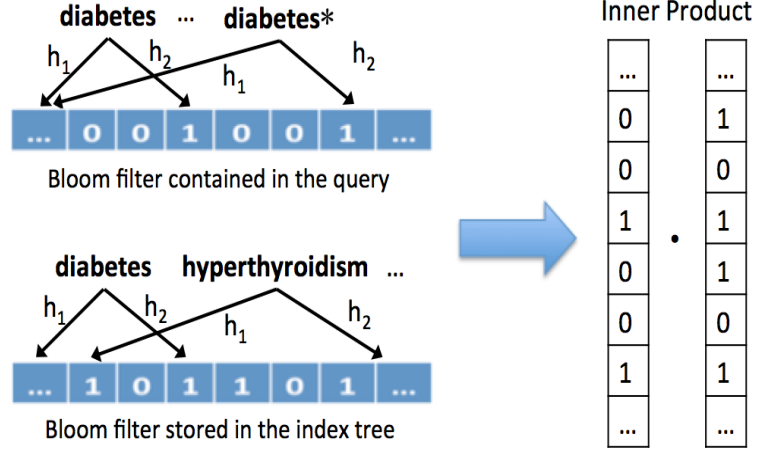 diabetes ... diabetes*
h1 h2 h1 h2
... 0 0 1 0 0 1 ...
Bloom filter contained in the query
diabetes hyperthyroidism ...
h1 h2 h1 h2
... 1 0 1 1 0 1 ...
Bloom filter stored in the index tree
Inner Product
... ...
0 1
0 0
1 1
•
0 1
0 0
1 1
... ...